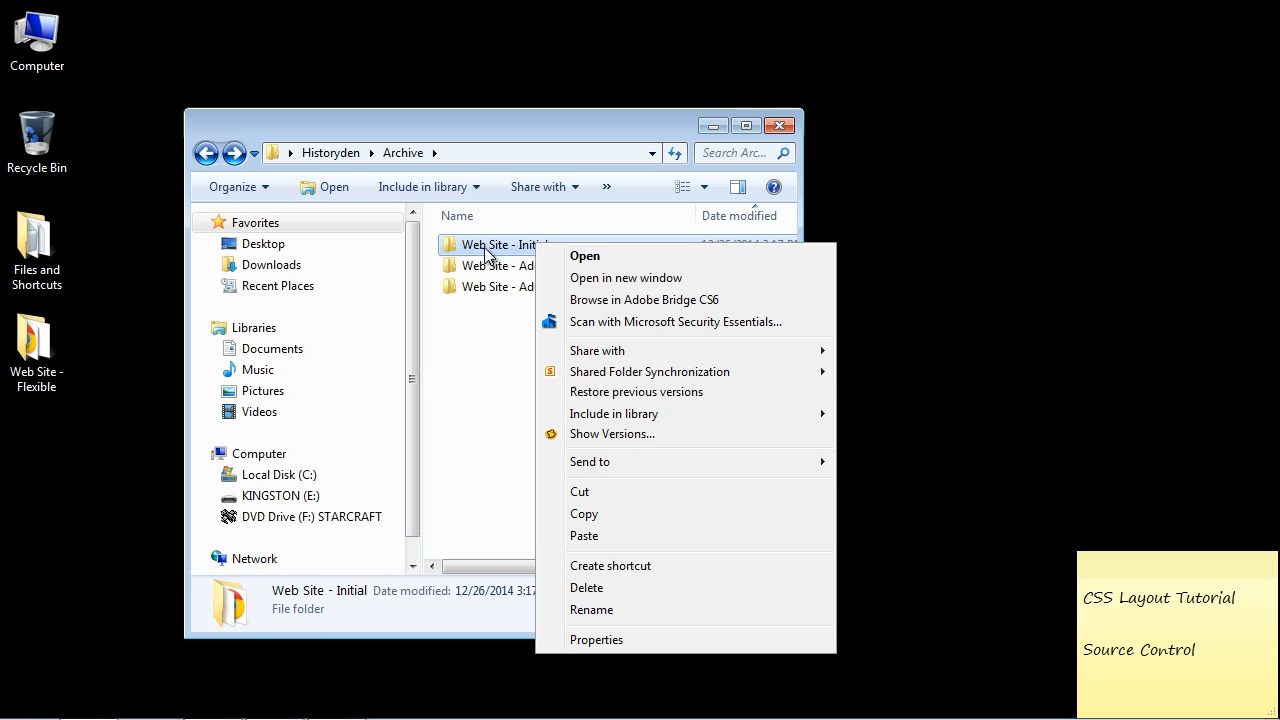 Computer
Recycle Bin
Files and
Shortcuts
Web Site -
Flexible
Historyden
Archive
Search Arc...
Organize
Open
Include in library
Share with
»
Name
Date modified
Favorites
Desktop
Downloads
Recent Places
Libraries
Documents
Music
Pictures
Videos
Computer
Local Disk (C:)
KINGSTON (E:)
DVD Drive (F:) STARCRAFT
Network
Web Site - Initial
Web Site - Ad
Web Site - Ad
Open
Open in new window
Browse in Adobe Bridge CS6
Scan with Microsoft Security Essentials...
Share with
Shared Folder Synchronization
Restore previous versions
Include in library
Show Versions...
Send to
Cut
Copy
Paste
Create shortcut
Delete
Rename
Properties
Web Site - Initial Date modified: 12/26/2014 3:17
File folder
CSS Layout Tutorial
Source Control